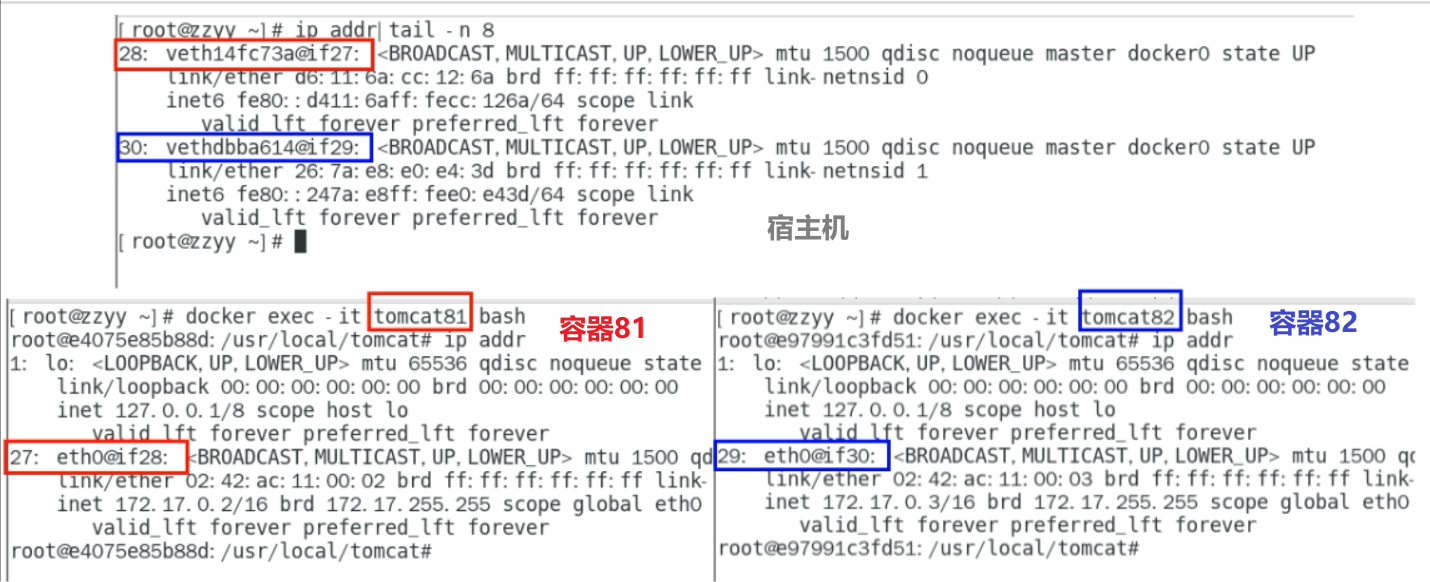 [root@zzyy ~]# ip addr| tail -n 8
28: veth14fc73a@if27: <BROADCAST,MULTICAST,UP,LOWER_UP> mtu 1500 qdisc noqueue master docker0 state UP
link/ether d6:11:6a:cc:12:6a brd ff:ff:ff:ff:ff:ff link-netnsid 0
inet6 fe80::d411:6aff:fecc:126a/64 scope link
valid_lft forever preferred_lft forever
30: vethdbba614@if29: <BROADCAST,MULTICAST,UP,LOWER_UP> mtu 1500 qdisc noqueue master docker0 state UP
link/ether 26:7a:e8:e0:e4:3d brd ff:ff:ff:ff:ff:ff link-netnsid 1
inet6 fe80::247a:e8ff:fee0:e43d/64 scope link
valid_lft forever preferred_lft forever
宿主机
[root@zzyy ~]#
[root@zzyy ~]# docker exec -it tomcat81 bash
容器81
root@e4075e85b88d:/usr/local/tomcat# ip addr
1: lo: <LOOPBACK,UP,LOWER_UP> mtu 65536 qdisc noqueue state
link/loopback 00:00:00:00:00:00 brd 00:00:00:00:00:00
inet 127.0.0.1/8 scope host lo
valid_lft forever preferred_lft forever
27: eth0@if28: <BROADCAST,MULTICAST,UP,LOWER_UP> mtu 1500 qd
link/ether 02:42:ac:11:00:02 brd ff:ff:ff:ff:ff:ff link-
inet 172.17.0.2/16 brd 172.17.255.255 scope global eth0
valid_lft forever preferred_lft forever
root@e4075e85b88d:/usr/local/tomcat#
[root@zzyy ~]# docker exec -it tomcat82 bash
容器82
root@e97991c3fd51:/usr/local/tomcat# ip addr
1: lo: <LOOPBACK,UP,LOWER_UP> mtu 65536 qdisc noqueue state
link/loopback 00:00:00:00:00:00 brd 00:00:00:00:00:00
inet 127.0.0.1/8 scope host lo
valid_lft forever preferred_lft forever
29: eth0@if30: <BROADCAST,MULTICAST,UP,LOWER_UP> mtu 1500 qd
link/ether 02:42:ac:11:00:03 brd ff:ff:ff:ff:ff:ff link-
inet 172.17.0.3/16 brd 172.17.255.255 scope global eth0
valid_lft forever preferred_lft forever
root@e97991c3fd51:/usr/local/tomcat#